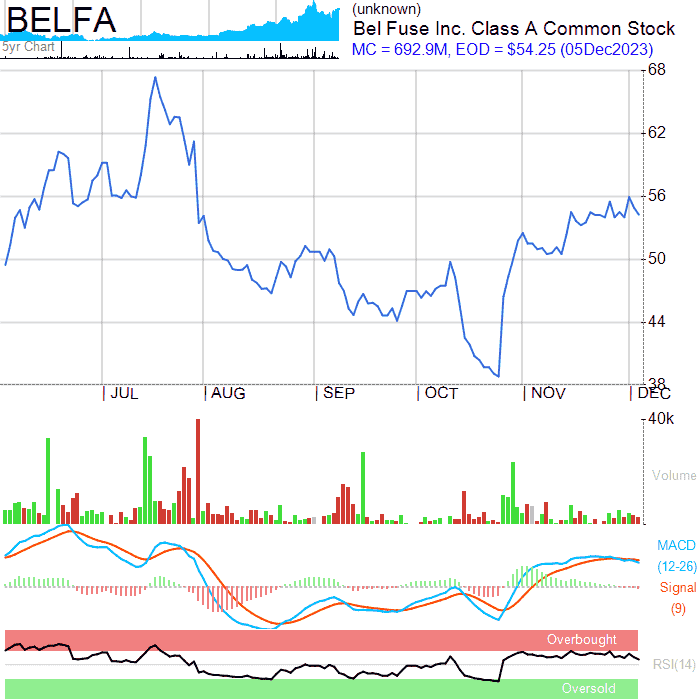 BELFA
5yr Chart
(unknown)
Bel Fuse Inc. Class A Common Stock
MC = 692.9M, EOD = $54.25 (05Dec2023)
68
62
56
50
44
38
JUL
AUG
SEP
OCT
NOV
DEC
40k
Volume
MACD
(12-26)
Signal
(9)
Overbought
RSI(14)
Oversold